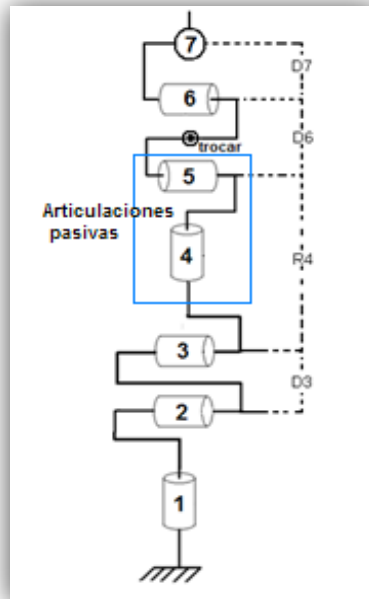 7
D7
6
D6
trocar
5
Articulaciones
pasivas
4
R4
3
D3
2
1